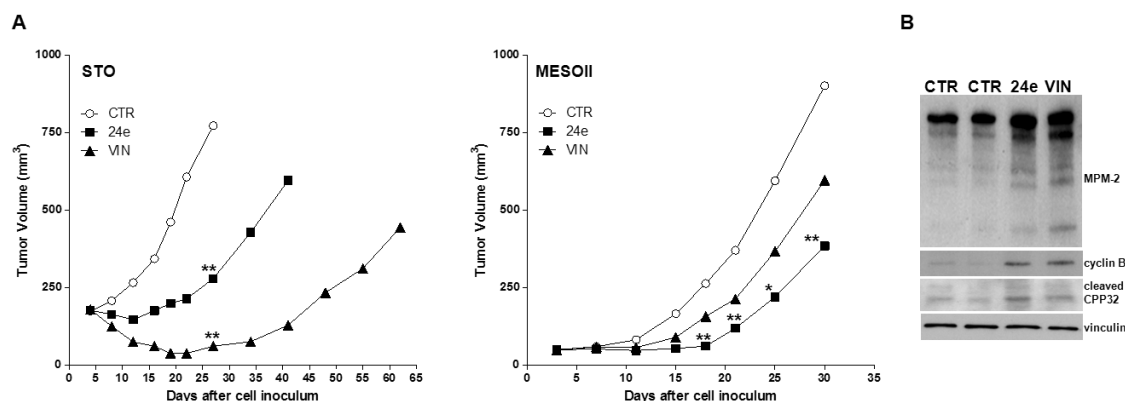 A
STO
CTR
24e
VIN
**
**
Tumor Volume (mm³)
1000
750
500
250
0
0 5 10 15 20 25 30 35 40 45 50 55 60 65
Days after cell inoculum
MESOII
CTR
24e
VIN
**
**
*
**
Tumor Volume (mm³)
1000
750
500
250
0
0 5 10 15 20 25 30 35
Days after cell inoculum
B
CTR CTR 24e VIN
MPM-2
cyclin B
cleaved
CPP32
vinculin